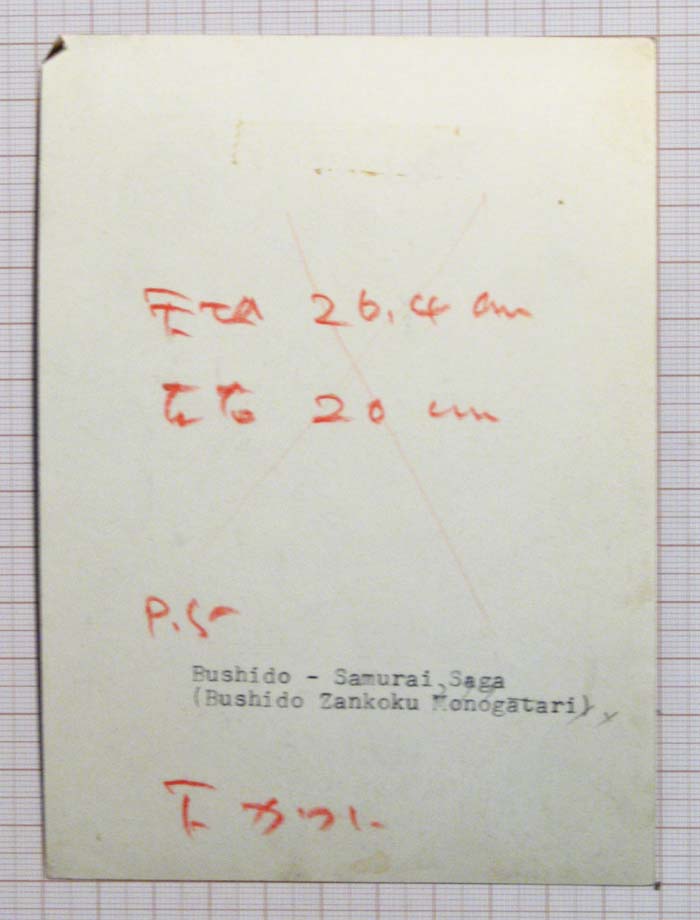 天地 26.4 cm
左右 20 cm
P.5
Bushido - Samurai Saga
(Bushido Zankoku Monogatari)